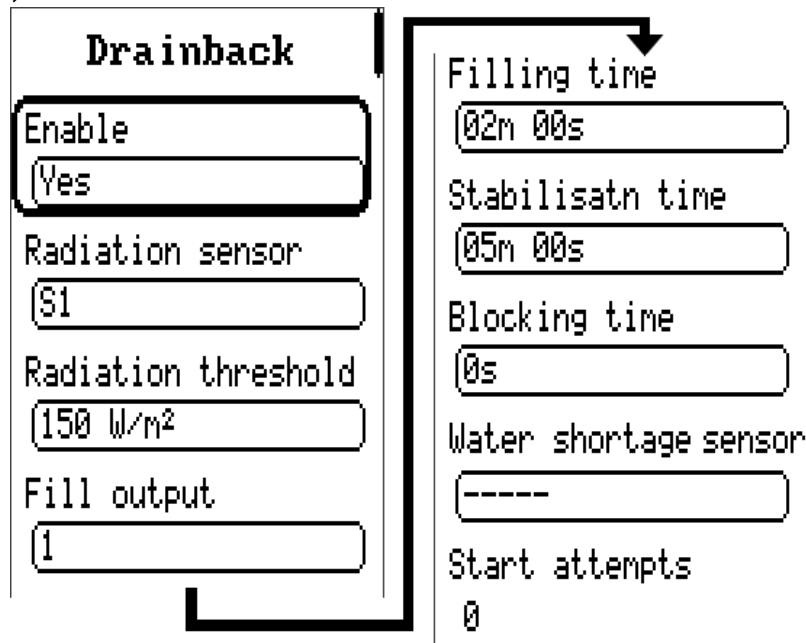 Drainback
Enable
Yes
Radiation sensor
S1
Radiation threshold
150 W/m²
Fill output
1
Filling time
02m 00s
Stabilisatn time
05m 00s
Blocking time
0s
Water shortage sensor
-----
Start attempts
0